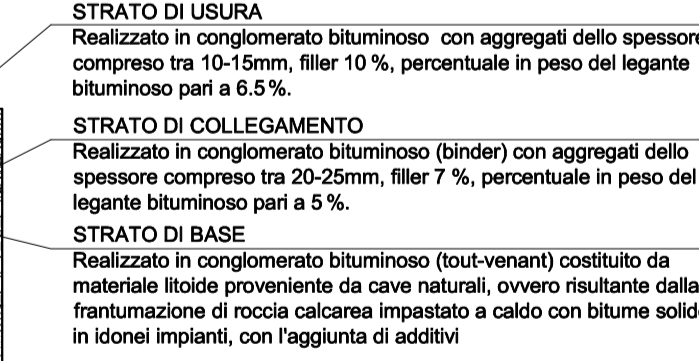 STRATO DI USURA
Realizzato in conglomerato bituminoso con aggregati dello spessore
compreso tra 10-15mm, filler 10 %, percentuale in peso del legante
bituminoso pari a 6.5 %.
STRATO DI COLLEGAMENTO
Realizzato in conglomerato bituminoso (binder) con aggregati dello
spessore compreso tra 20-25mm, filler 7 %, percentuale in peso del
legante bituminoso pari a 5 %.
STRATO DI BASE
Realizzato in conglomerato bituminoso (tout-venant) costituito da
materiale litoide proveniente da cave naturali, ovvero risultante dalla
frantumazione di roccia calcarea impastato a caldo con bitume solido
in idonei impianti, con l'aggiunta di additivi